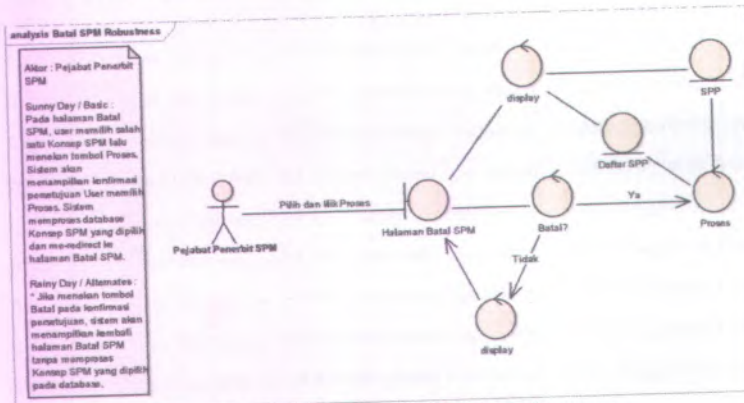 analysis Batal SPM Robustness
Aktor : Pejabat Penerbit
SPM
Sunny Day / Basic :
Pada halaman Batal
SPM, user memilih salah
satu Konsep SPM lalu
menekan tombol Proses.
Sistem akan
menampilkan konfirmasi
persetujuan User memilih
Proses. Sistem
memproses database
Konsep SPM yang dipilih
dan me-redirect ke
halaman Batal SPM.
Rainy Day / Alternates :
* Jika menekan tombol
Batal pada konfirmasi
persetujuan, sistem akan
menampilkan kembali
halaman Batal SPM
tanpa memproses
Konsep SPM yang dipilih
pada database.
Pejabat Penerbit SPM
Pilih dan klik Proses
Halaman Batal SPM
display
SPP
Daftar SPP
Batal?
Ya
Proses
Tidak
display